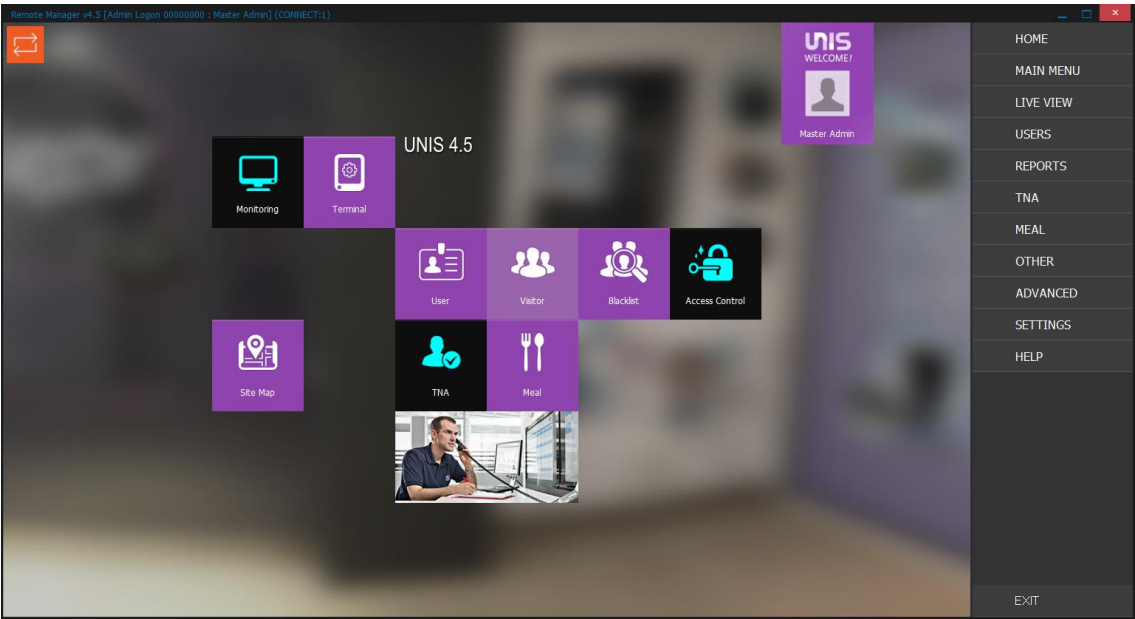 Remote Manager v4.5 [Admin Logon 00000000 : Master Admin] (CONNECT:1)
UNIS
WELCOME!
Master Admin
UNIS 4.5
Monitoring
Terminal
User
Visitor
Blacklist
Access Control
Site Map
TNA
Meal
HOME
MAIN MENU
LIVE VIEW
USERS
REPORTS
TNA
MEAL
OTHER
ADVANCED
SETTINGS
HELP
EXIT